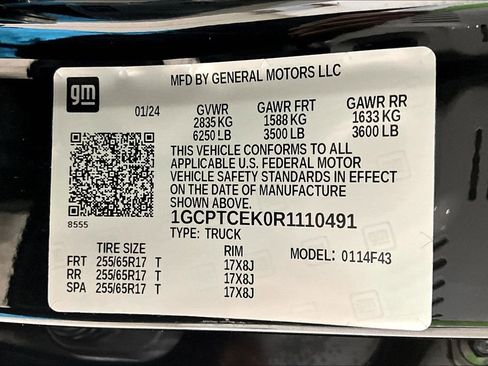 MFD BY GENERAL MOTORS LLC
gm
01/24 GVWR GAWR FRT GAWR RR
2835 KG 1588 KG 1633 KG
6250 LB 3500 LB 3600 LB
THIS VEHICLE CONFORMS TO ALL
APPLICABLE U.S. FEDERAL MOTOR
VEHICLE SAFETY STANDARDS IN EFFECT
ON THE DATE OF MANUFACTURE
SHOWN ABOVE.
8555 1GCPTCEK0R1110491
TYPE: TRUCK
TIRE SIZE RIM MODEL: 0114F43
FRT 255/65R17 T 17X8J
RR 255/65R17 T 17X8J
SPA 255/65R17 T 17X8J